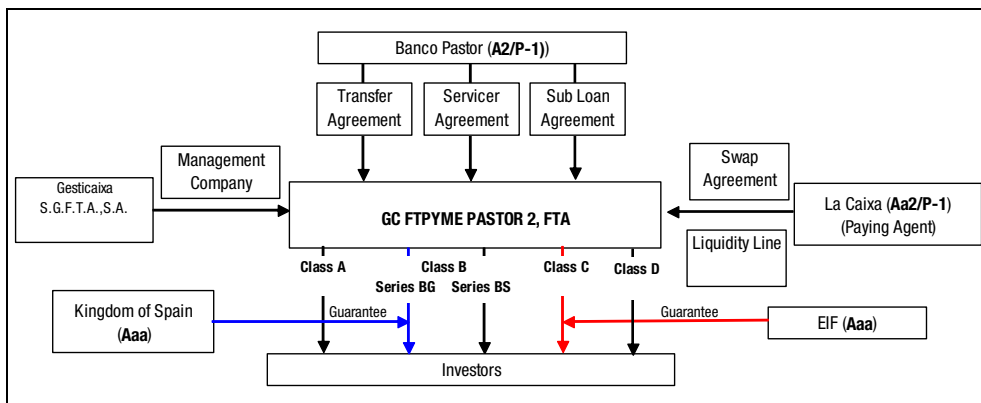 Banco Pastor (A2/P-1))
Transfer
Agreement
Servicer
Agreement
Sub Loan
Agreement
Management
Company
Swap
Agreement
Gesticaixa
S.G.F.T.A.,S.A.
GC FTPYME PASTOR 2, FTA
La Caixa (Aa2/P-1)
(Paying Agent)
Liquidity Line
Class A
Class B
Class C
Class D
Series BG
Series BS
Kingdom of Spain
(Aaa)
Guarantee
Guarantee
EIF (Aaa)
Investors